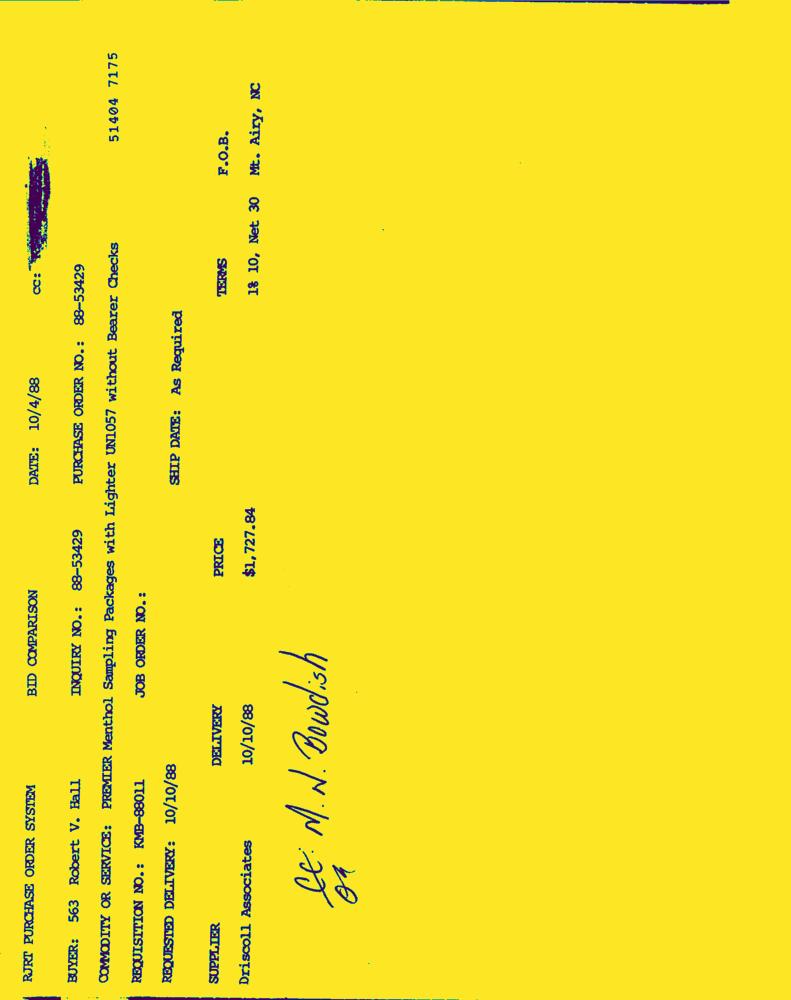 RJRT PURCHASE ORDER SYSTEM BID COMPARISON DATE: 10/4/88 cc:
BUYER: 563 Robert V. Hall INQUIRY NO.: 88-53429 PURCHASE ORDER NO.: 88-53429
COMMODITY OR SERVICE: PREMIER Menthol Sampling Packages with Lighter UN1057 without Bearer Checks
51404 7175
REQUISITION NO.: KMB-88011 JOB ORDER NO.:
REQUESTED DELIVERY: 10/10/88 SHIP DATE: As Required
SUPPLIER DELIVERY PRICE TERMS F.O.B.
Driscoll Associates 10/10/88 $1,727.84 1% 10, Net 30 Mt. Airy, NC
cc: M. N. Bowdish